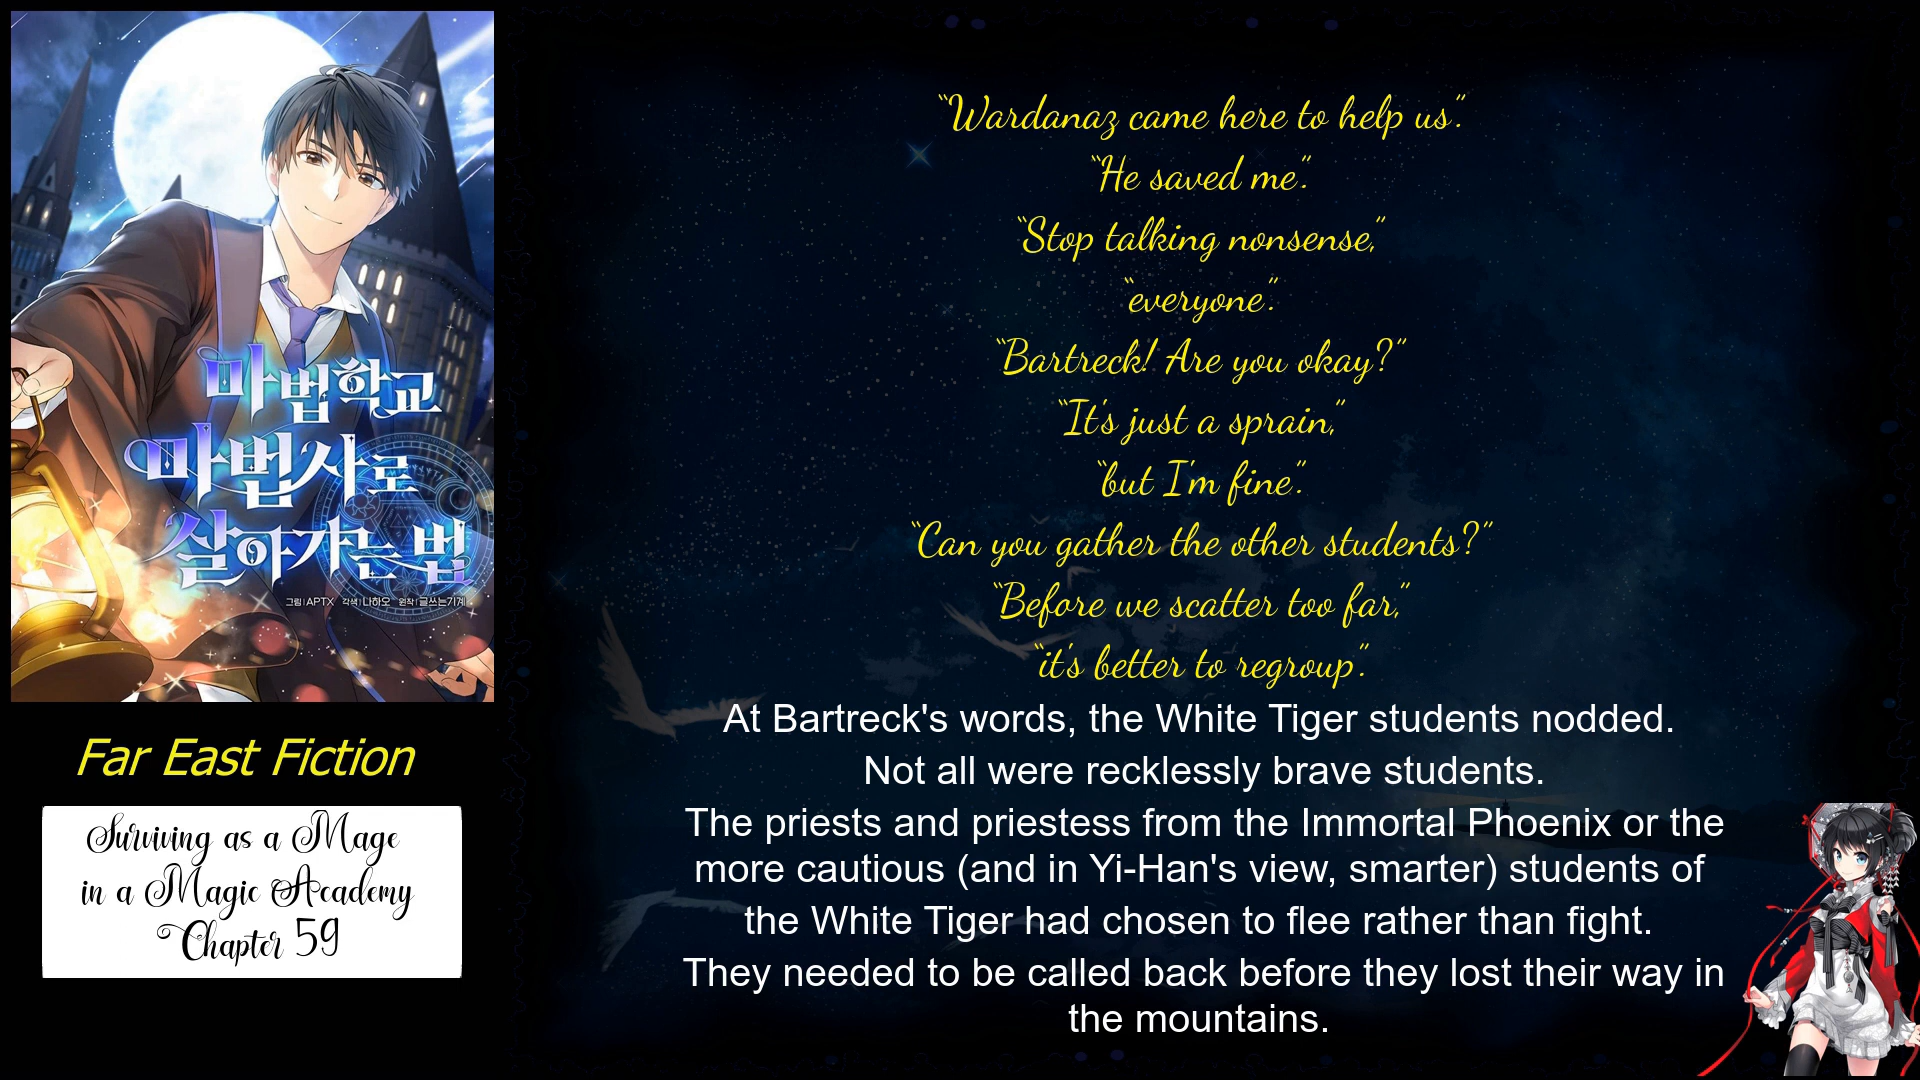 마법학교
마법사로
살아가는 법
그림 | APTX 각색 | 나하오 원작 | 글쓰는기계
Far East Fiction
Surviving as a Mage
in a Magic Academy
Chapter 59
“Wardanaz came here to help us”.
“He saved me”.
“Stop talking nonsense,”
“everyone”.
“Bartreck! Are you okay?”
“It's just a sprain,”
“but I'm fine”.
“Can you gather the other students?”
“Before we scatter too far,”
“it's better to regroup”.
At Bartreck's words, the White Tiger students nodded.
Not all were recklessly brave students.
The priests and priestess from the Immortal Phoenix or the
more cautious (and in Yi-Han's view, smarter) students of
the White Tiger had chosen to flee rather than fight.
They needed to be called back before they lost their way in
the mountains.